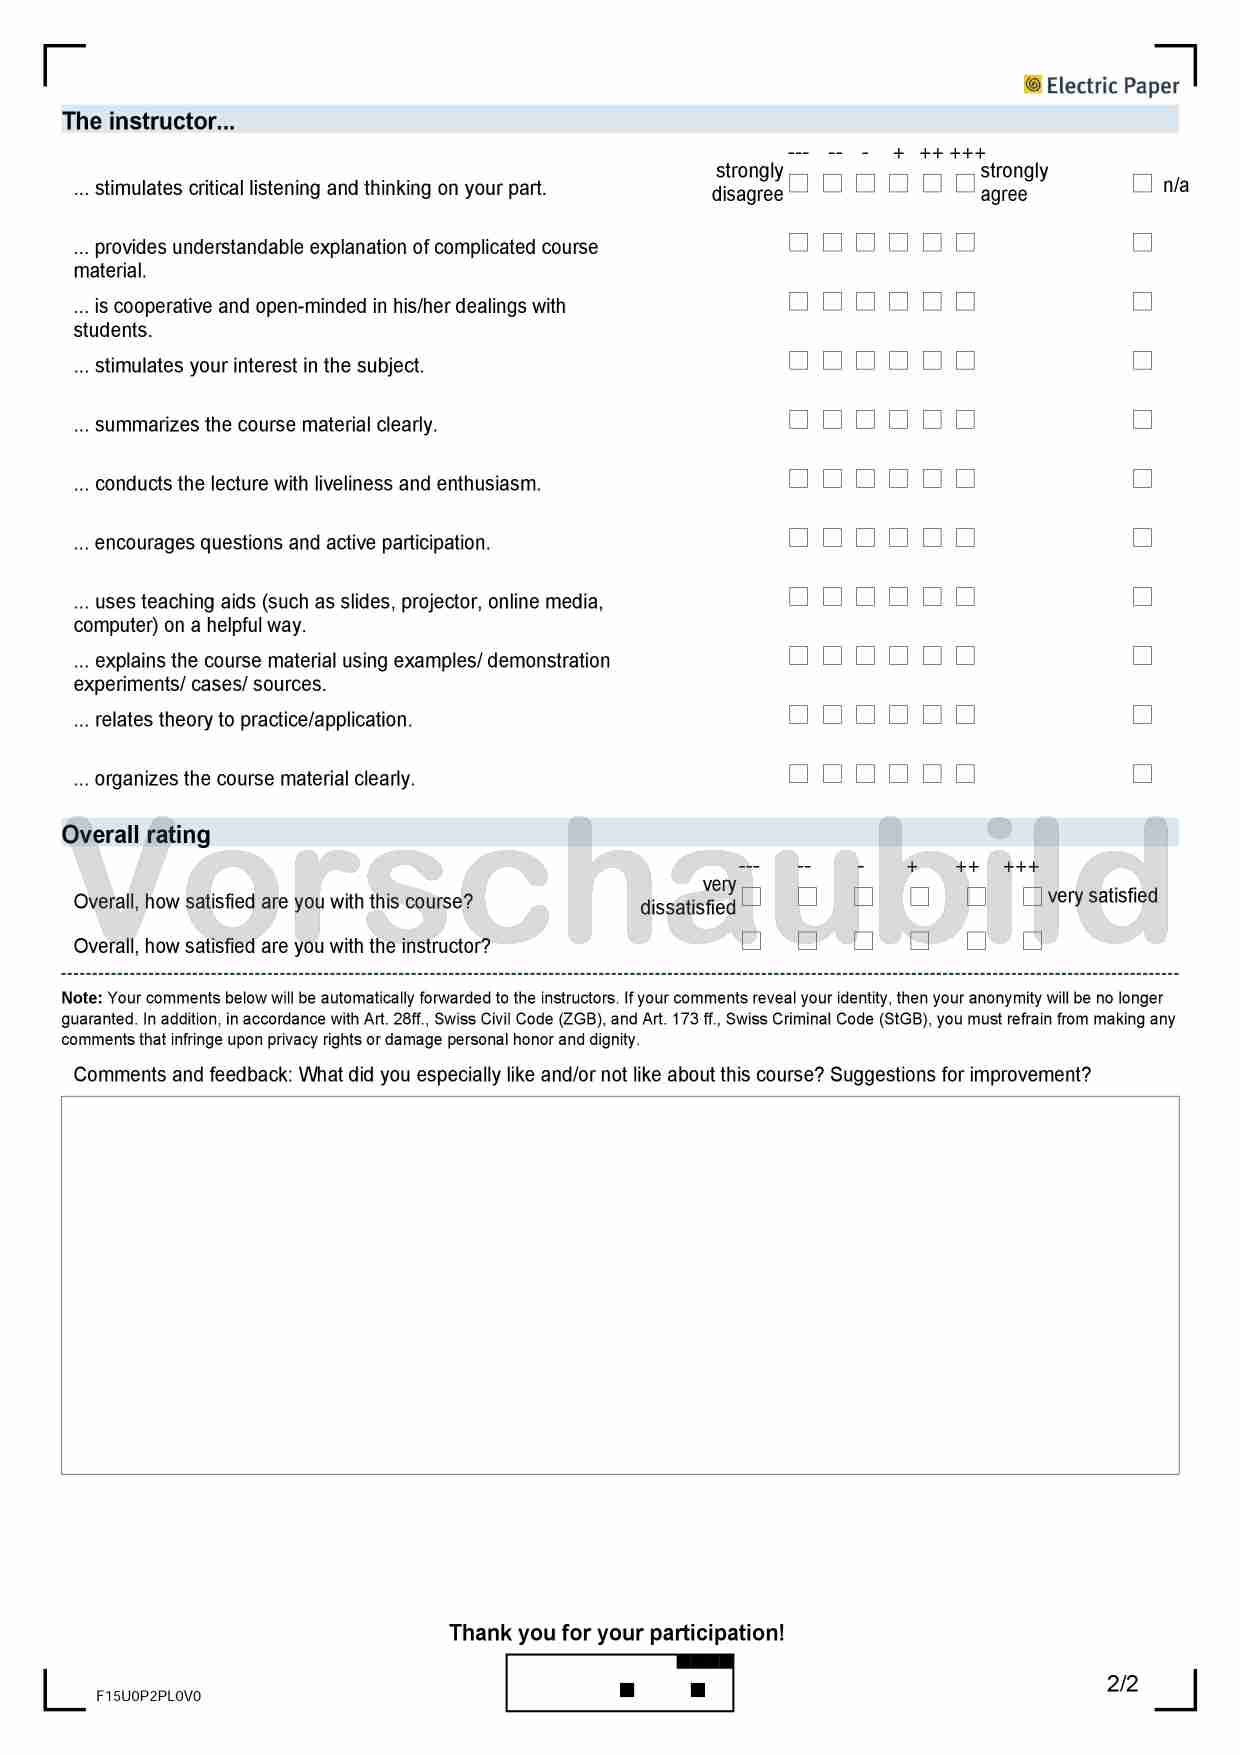 Electric Paper
The instructor...
--- -- - + ++ +++
... stimulates critical listening and thinking on your part. strongly disagree strongly agree n/a
... provides understandable explanation of complicated course
material.
... is cooperative and open-minded in his/her dealings with
students.
... stimulates your interest in the subject.
... summarizes the course material clearly.
... conducts the lecture with liveliness and enthusiasm.
... encourages questions and active participation.
... uses teaching aids (such as slides, projector, online media,
computer) on a helpful way.
... explains the course material using examples/ demonstration
experiments/ cases/ sources.
... relates theory to practice/application.
... organizes the course material clearly.
Vorschaubild
Overall rating
--- -- - + ++ +++
Overall, how satisfied are you with this course? very dissatisfied very satisfied
Overall, how satisfied are you with the instructor?
Note: Your comments below will be automatically forwarded to the instructors. If your comments reveal your identity, then your anonymity will be no longer
guaranted. In addition, in accordance with Art. 28ff., Swiss Civil Code (ZGB), and Art. 173 ff., Swiss Criminal Code (StGB), you must refrain from making any
comments that infringe upon privacy rights or damage personal honor and dignity.
Comments and feedback: What did you especially like and/or not like about this course? Suggestions for improvement?
Thank you for your participation!
F15U0P2PL0V0
2/2